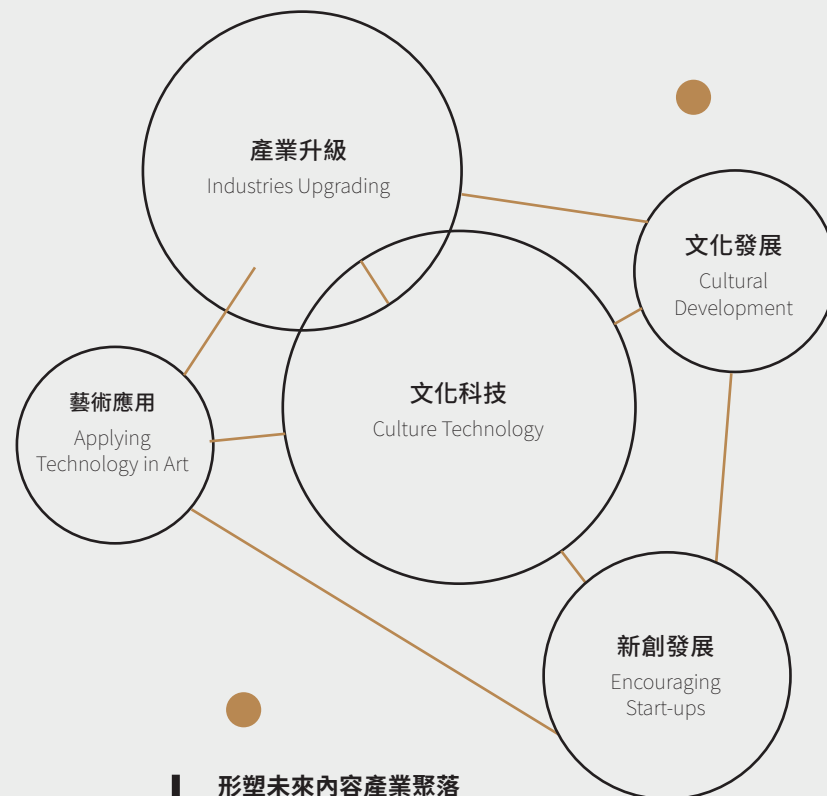 產業升級
Industries Upgrading
文化發展
Cultural
Development
文化科技
Culture Technology
藝術應用
Applying
Technology in Art
新創發展
Encouraging
Start-ups
形塑未來內容產業聚落